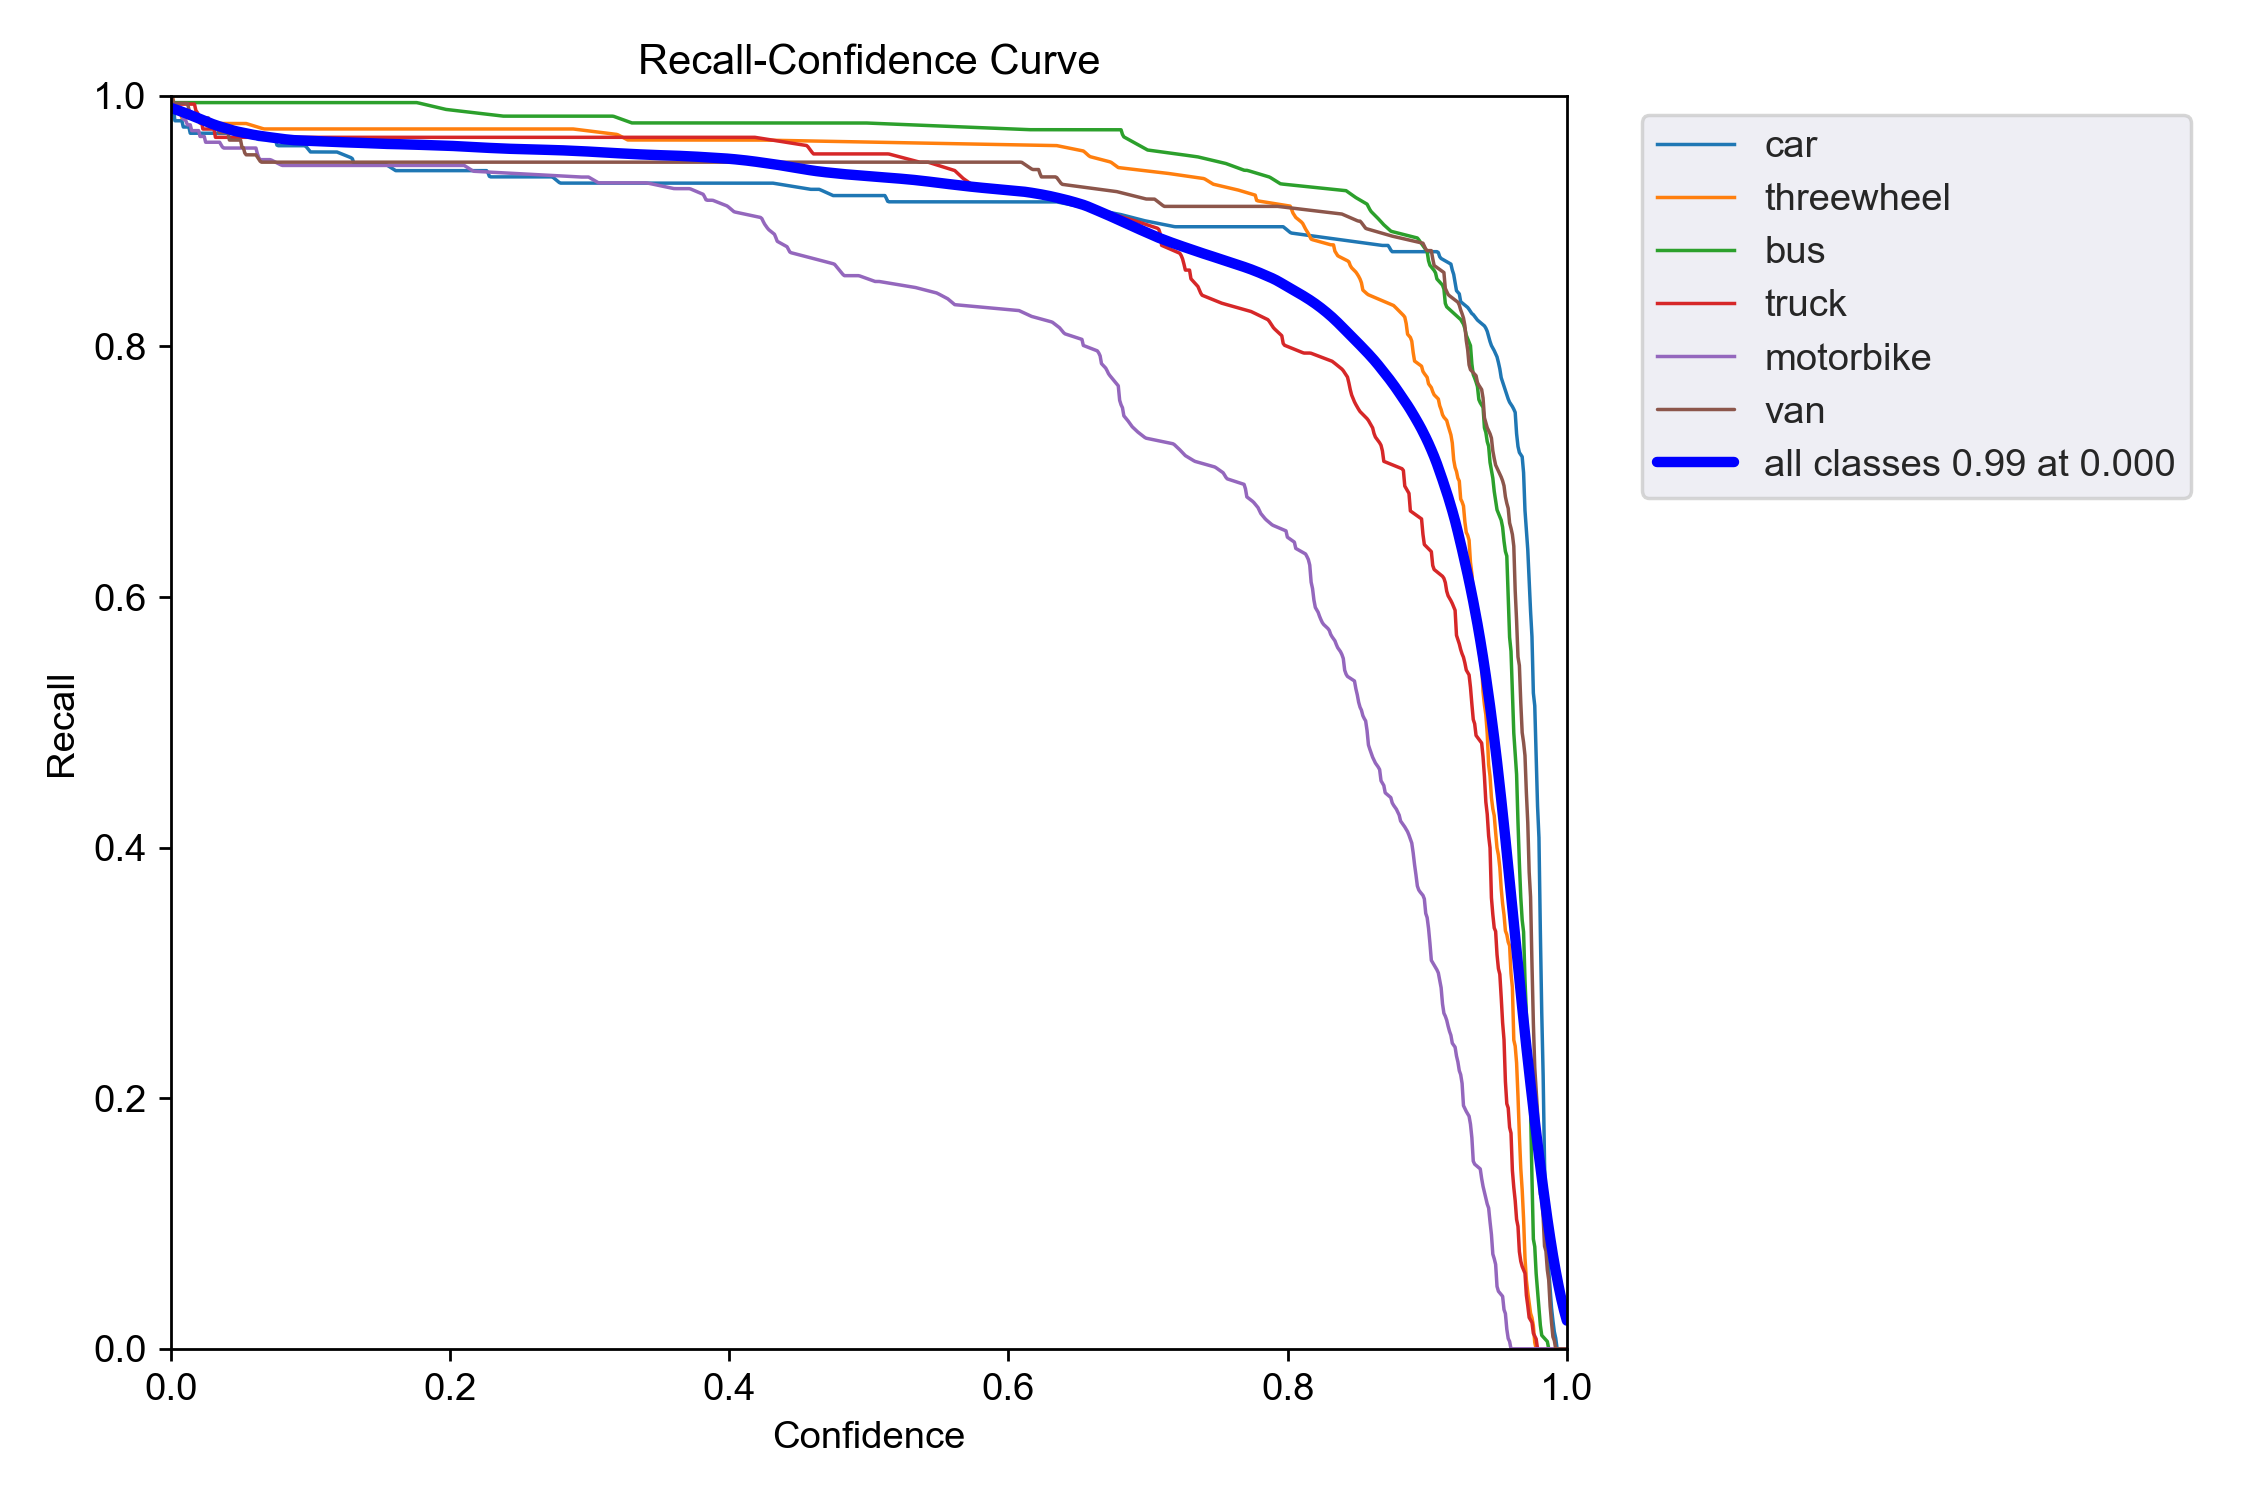 Recall-Confidence Curve
1.0
0.8
0.6
0.4
0.2
0.0
Recall
0.0 0.2 0.4 0.6 0.8 1.0
Confidence
car
threewheel
bus
truck
motorbike
van
all classes 0.99 at 0.000